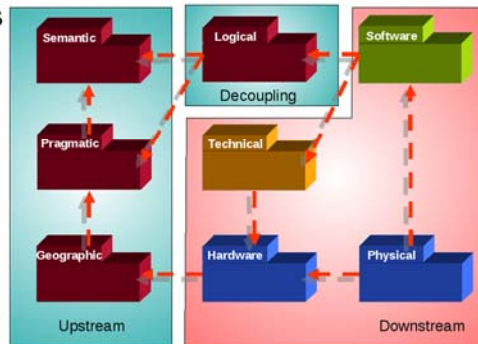 s
Semantic
Logical
Software
Decoupling
Pragmatic
Technical
Geographic
Hardware
Physical
Upstream
Downstream